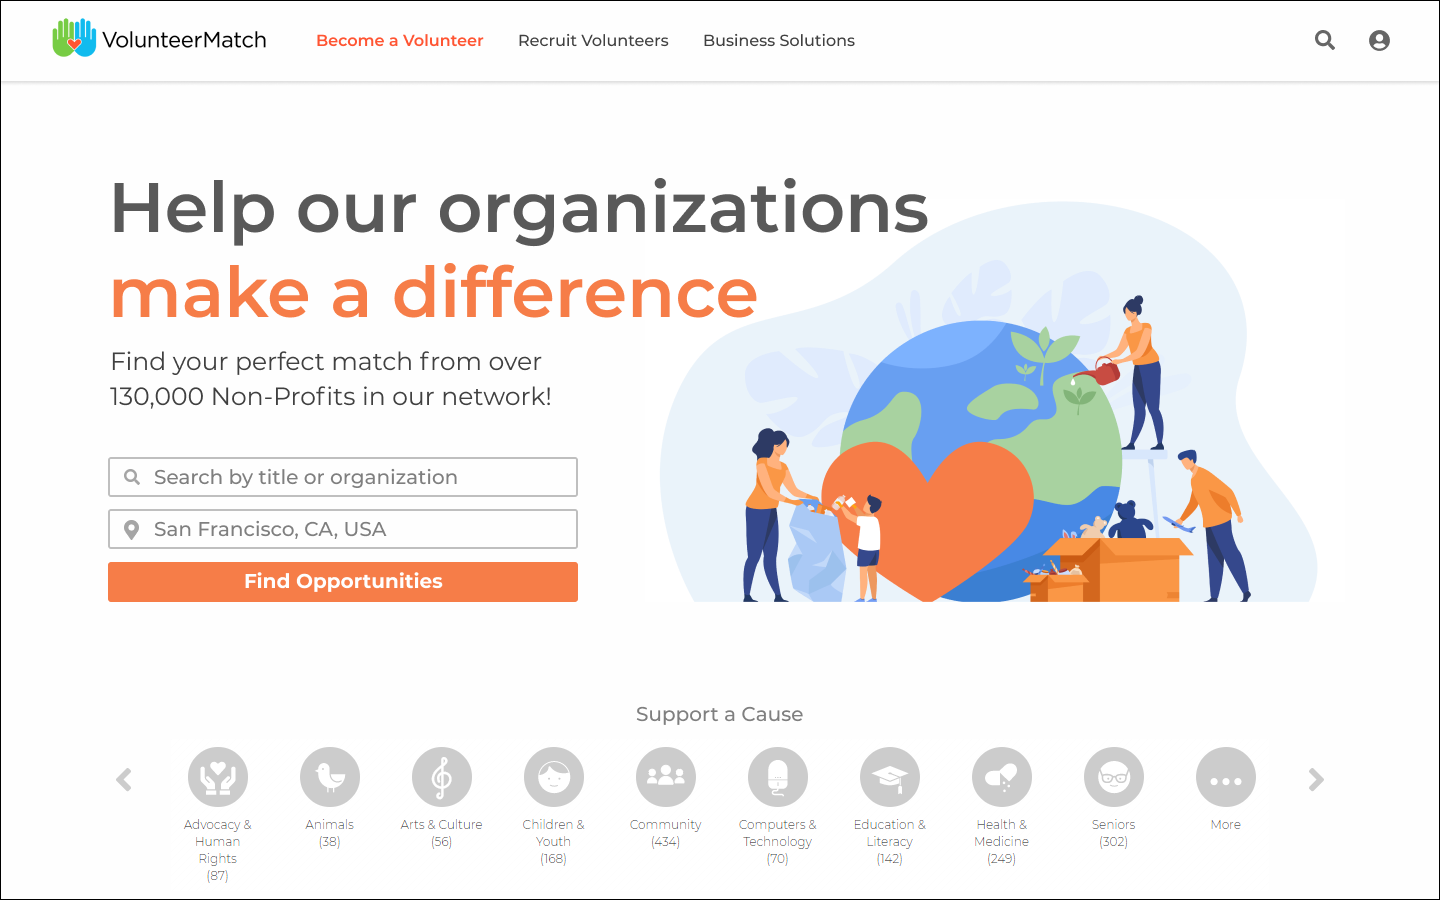 VolunteerMatch
Become a Volunteer
Recruit Volunteers
Business Solutions
Help our organizations
make a difference
Find your perfect match from over
130,000 Non-Profits in our network!
Search by title or organization
San Francisco, CA, USA
Find Opportunities
Support a Cause
Advocacy &
Human
Rights
(87)
Animals
(38)
Arts & Culture
(56)
Children &
Youth
(168)
Community
(434)
Computers &
Technology
(70)
Education &
Literacy
(142)
Health &
Medicine
(249)
Seniors
(302)
More